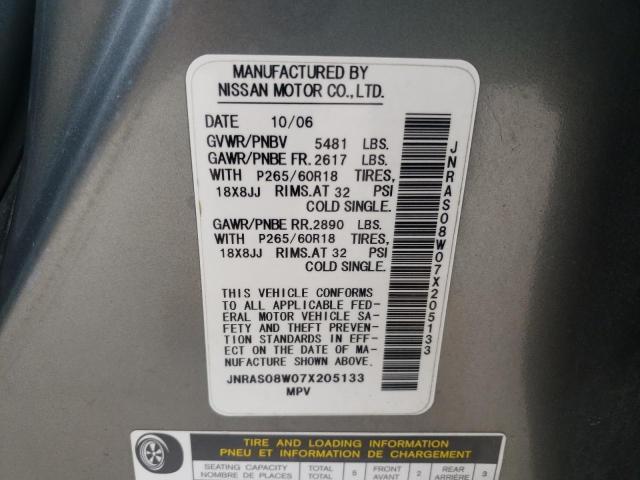 MANUFACTURED BY
NISSAN MOTOR CO., LTD.
DATE 10/06
GVWR/PNBV 5481 LBS.
GAWR/PNBE FR. 2617 LBS.
WITH P265/60R18 TIRES,
18X8JJ RIMS. AT 32 PSI
COLD SINGLE.
GAWR/PNBE RR. 2890 LBS.
WITH P265/60R18 TIRES,
18X8JJ RIMS. AT 32 PSI
COLD SINGLE.
THIS VEHICLE CONFORMS
TO ALL APPLICABLE FED-
ERAL MOTOR VEHICLE SA-
FETY AND THEFT PREVEN-
TION STANDARDS IN EFF-
ECT ON THE DATE OF MA-
NUFACTURE SHOWN ABOVE.
JNRAS08W07X205133
MPV
JNRAS08W07X205133
TIRE AND LOADING INFORMATION
PNEU ET INFORMATION DE CHARGEMENT
SEATING CAPACITY TOTAL 5 FRONT 2 REAR 3
NOMBRE DE PLACES TOTAL AVANT ARRIÈRE